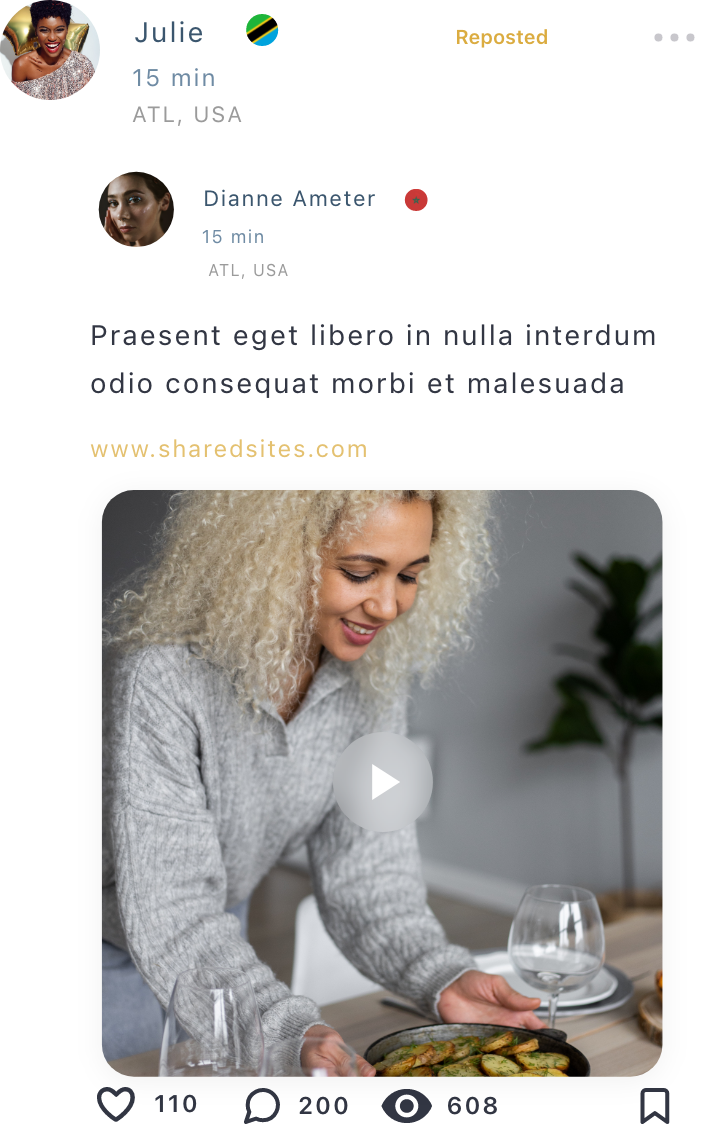 Julie
Reposted
15 min
ATL, USA
Dianne Ameter
15 min
ATL, USA
Praesent eget libero in nulla interdum
odio consequat morbi et malesuada
www.sharedsites.com
110
200
608